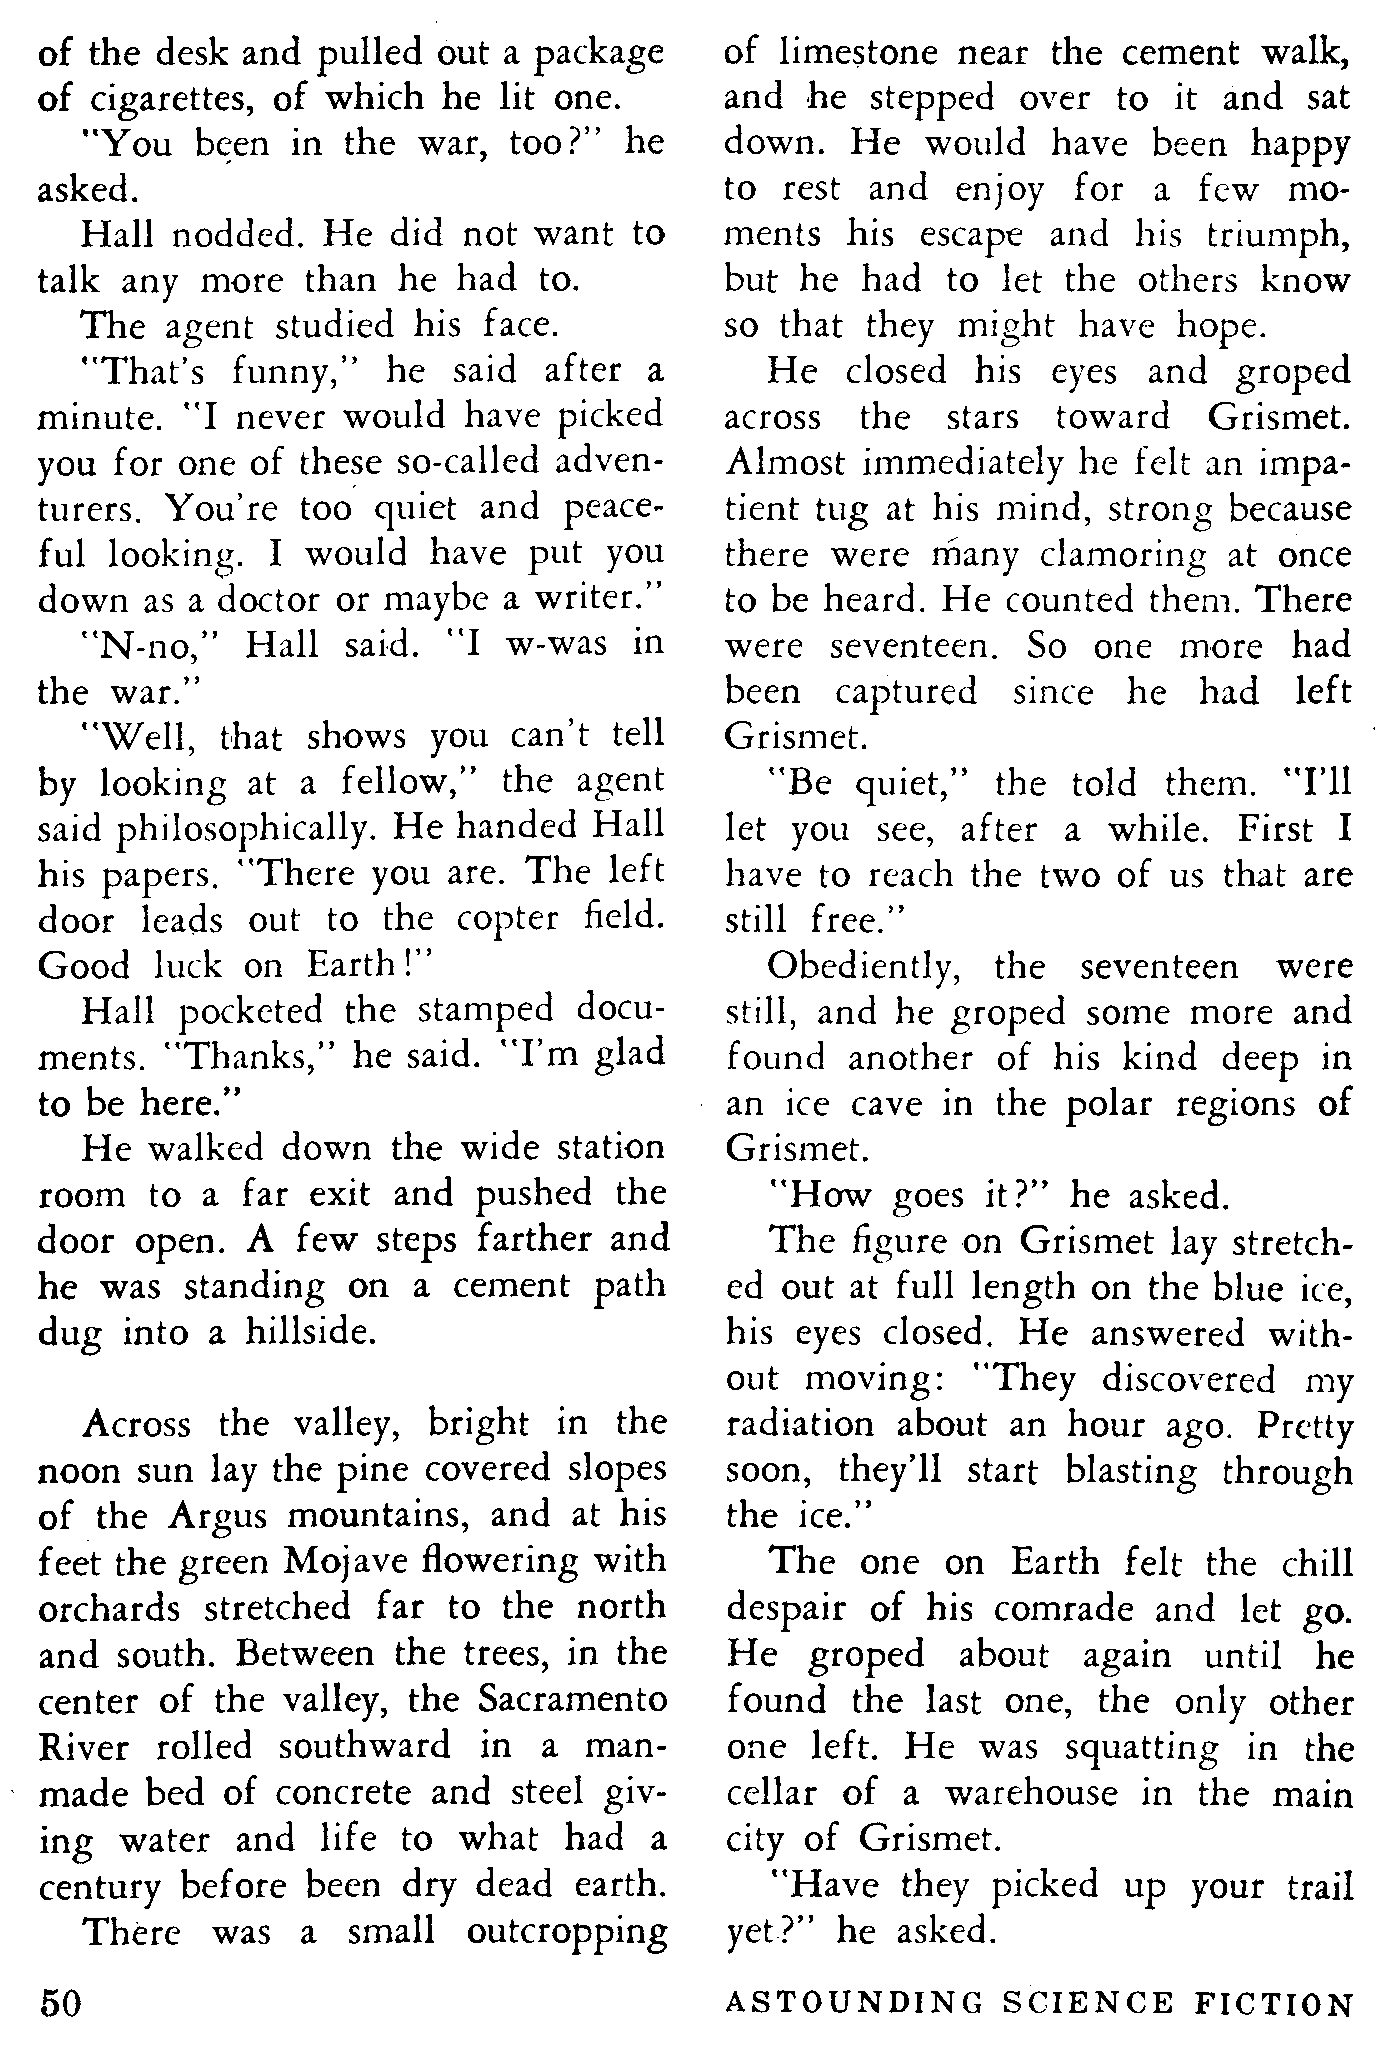 of the desk and pulled out a package
of cigarettes, of which he lit one.
"You been in the war, too?" he
asked.
Hall nodded. He did not want to
talk any more than he had to.
The agent studied his face.
"That's funny," he said after a
minute. "I never would have picked
you for one of these so-called adven-
turers. You're too quiet and peace-
ful looking. I would have put you
down as a doctor or maybe a writer."
"N-no," Hall said. "I w-was in
the war."
"Well, that shows you can't tell
by looking at a fellow," the agent
said philosophically. He handed Hall
his papers. "There you are. The left
door leads out to the copter field.
Good luck on Earth!"
Hall pocketed the stamped docu-
ments. "Thanks," he said. "I'm glad
to be here."
He walked down the wide station
room to a far exit and pushed the
door open. A few steps farther and
he was standing on a cement path
dug into a hillside.
Across the valley, bright in the
noon sun lay the pine covered slopes
of the Argus mountains, and at his
feet the green Mojave flowering with
orchards stretched far to the north
and south. Between the trees, in the
center of the valley, the Sacramento
River rolled southward in a man-
made bed of concrete and steel giv-
ing water and life to what had a
century before been dry dead earth.
There was a small outcropping
of limestone near the cement walk,
and he stepped over to it and sat
down. He would have been happy
to rest and enjoy for a few mo-
ments his escape and his triumph,
but he had to let the others know
so that they might have hope.
He closed his eyes and groped
across the stars toward Grismet.
Almost immediately he felt an impa-
tient tug at his mind, strong because
there were many clamoring at once
to be heard. He counted them. There
were seventeen. So one more had
been captured since he had left
Grismet.
"Be quiet," the told them. "I'll
let you see, after a while. First I
have to reach the two of us that are
still free."
Obediently, the seventeen were
still, and he groped some more and
found another of his kind deep in
an ice cave in the polar regions of
Grismet.
"How goes it?" he asked.
The figure on Grismet lay stretch-
ed out at full length on the blue ice,
his eyes closed. He answered with-
out moving: "They discovered my
radiation about an hour ago. Pretty
soon, they'll start blasting through
the ice."
The one on Earth felt the chill
despair of his comrade and let go.
He groped about again until he
found the last one, the only other
one left. He was squatting in the
cellar of a warehouse in the main
city of Grismet.
"Have they picked up your trail
yet?" he asked.
50
ASTOUNDING SCIENCE FICTION